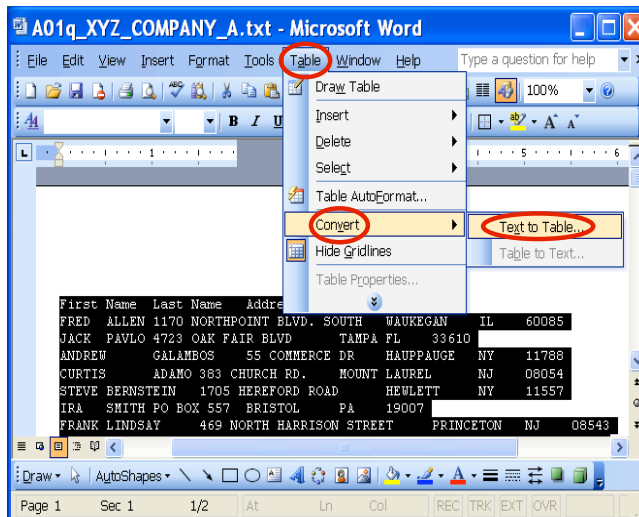 A01q_XYZ_COMPANY_A.txt - Microsoft Word
File Edit View Insert Format Tools Table Window Help Type a question for help
100%
B I U
Draw Table
Insert
Delete
Select
Table AutoFormat...
Convert
Text to Table...
Hide Gridlines
Table to Text...
Table Properties...
1 5 6
First Name Last Name Addre
FRED ALLEN 1170 NORTHPOINT BLVD. SOUTH WAUKEGAN IL 60085
JACK PAVLO 4723 OAK FAIR BLVD TAMPA FL 33610
ANDREW GALAMBOS 55 COMMERCE DR HAUPPAUGE NY 11788
CURTIS ADAMO 383 CHURCH RD. MOUNT LAUREL NJ 08054
STEVE BERNSTEIN 1705 HEREFORD ROAD HEWLETT NY 11557
IRA SMITH PO BOX 557 BRISTOL PA 19007
FRANK LINDSAY 469 NORTH HARRISON STREET PRINCETON NJ 08543
Draw AutoShapes
Page 1 Sec 1 1/2 At Ln Col REC TRK EXT OVR